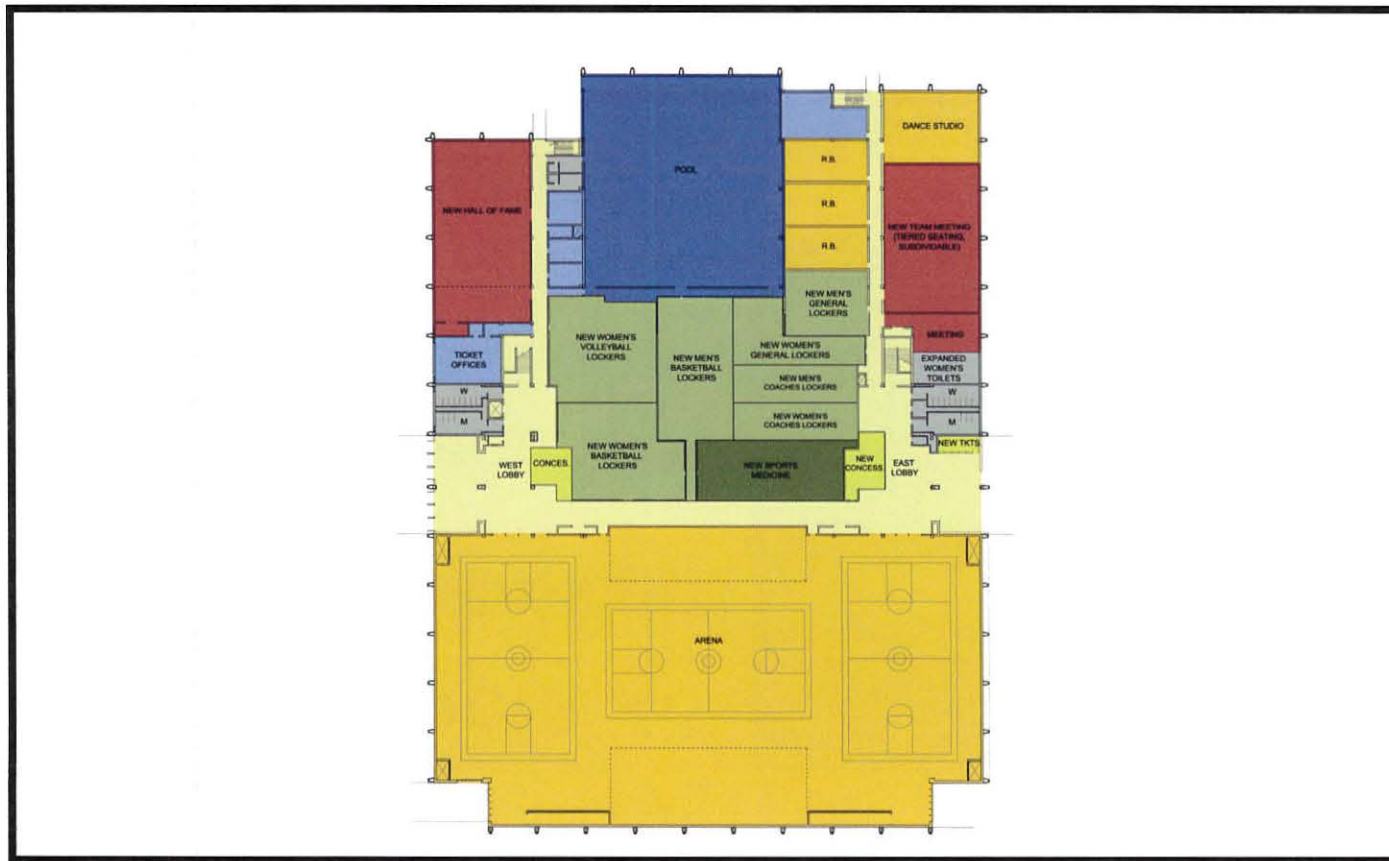 DANCE STUDIO
R.B.
POOL
R.B.
NEW HALL OF FAME
NEW TEAM MEETING
(TIERED SEATING,
SUBDIVIDABLE)
R.B.
NEW MEN'S
GENERAL
LOCKERS
NEW WOMEN'S
VOLLEYBALL
LOCKERS
NEW MEN'S
BASKETBALL
LOCKERS
NEW WOMEN'S
GENERAL LOCKERS
MEETING
TICKET
OFFICES
EXPANDED
WOMEN'S
TOILETS
NEW MEN'S
COACHES LOCKERS
W
W
M
M
NEW WOMEN'S
COACHES LOCKERS
NEW TKTS
WEST
LOBBY
CONCES.
NEW WOMEN'S
BASKETBALL
LOCKERS
NEW SPORTS
MEDICINE
NEW
CONCESS.
EAST
LOBBY
ARENA